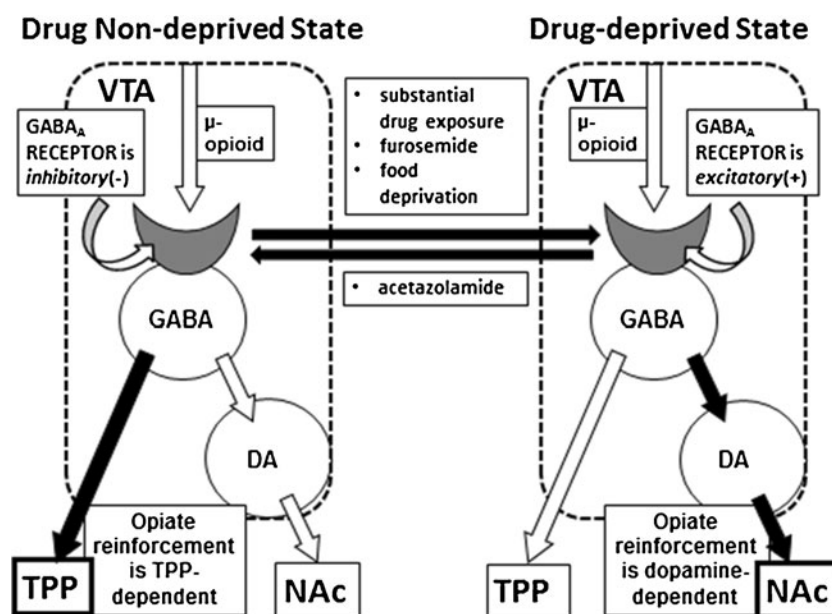 Drug Non-deprived State
VTA
GABAA
RECEPTOR is
inhibitory(-)
µ-
opioid
GABA
DA
Opiate
reinforcement
is TPP-
dependent
TPP
NAc
• substantial
drug exposure
• furosemide
• food
deprivation
• acetazolamide
Drug-deprived State
VTA
µ-
opioid
GABAA
RECEPTOR is
excitatory(+)
GABA
DA
Opiate
reinforcement
is dopamine-
dependent
TPP
NAc